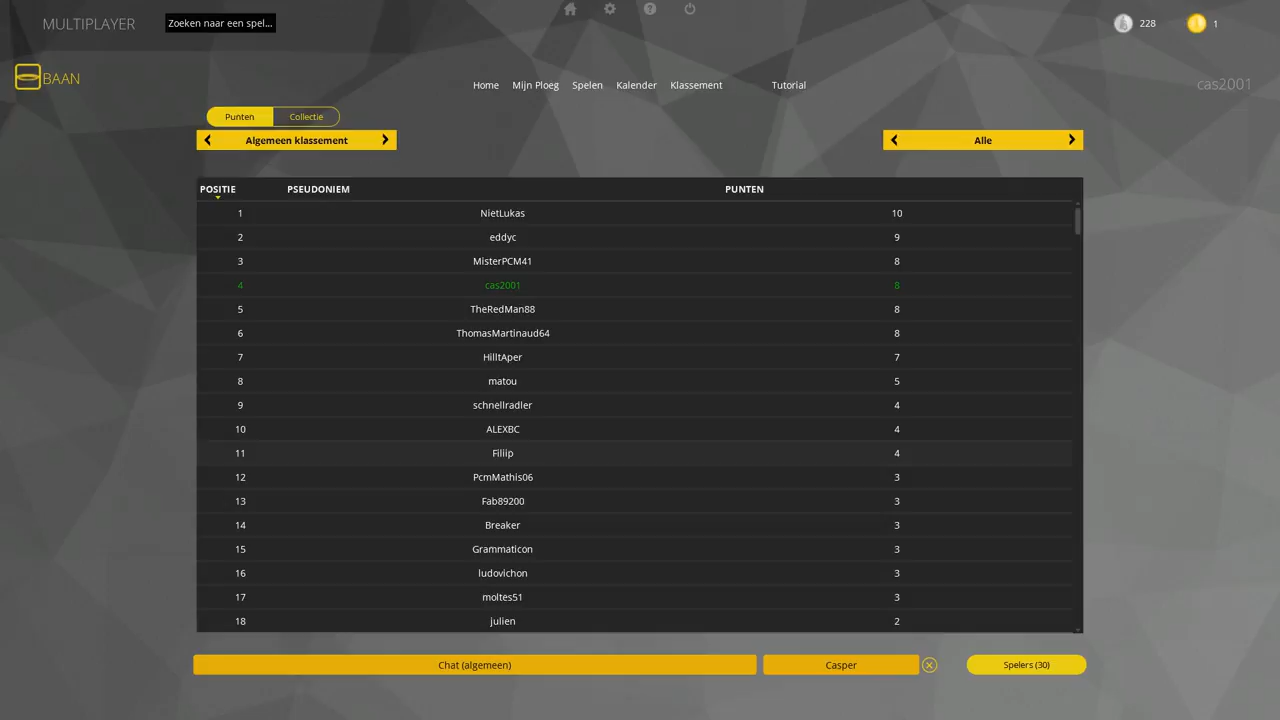 MULTIPLAYER
Zoeken naar een spel...
228
1
BAAN
Home Mijn Ploeg Spelen Kalender Klassement Tutorial
cas2001
Punten Collectie
Algemeen klassement
Alle
POSITIE PSEUDONIEM PUNTEN
1 NietLukas 10
2 eddyc 9
3 MisterPCM41 8
4 cas2001 8
5 TheRedMan88 8
6 ThomasMartinaud64 8
7 HilltAper 7
8 matou 5
9 schnellradler 4
10 ALEXBC 4
11 Filiip 4
12 PcmMathis06 3
13 Fab89200 3
14 Breaker 3
15 Grammaticon 3
16 ludovichon 3
17 moltes51 3
18 julien 2
Chat (algemeen) Casper Spelers (30)